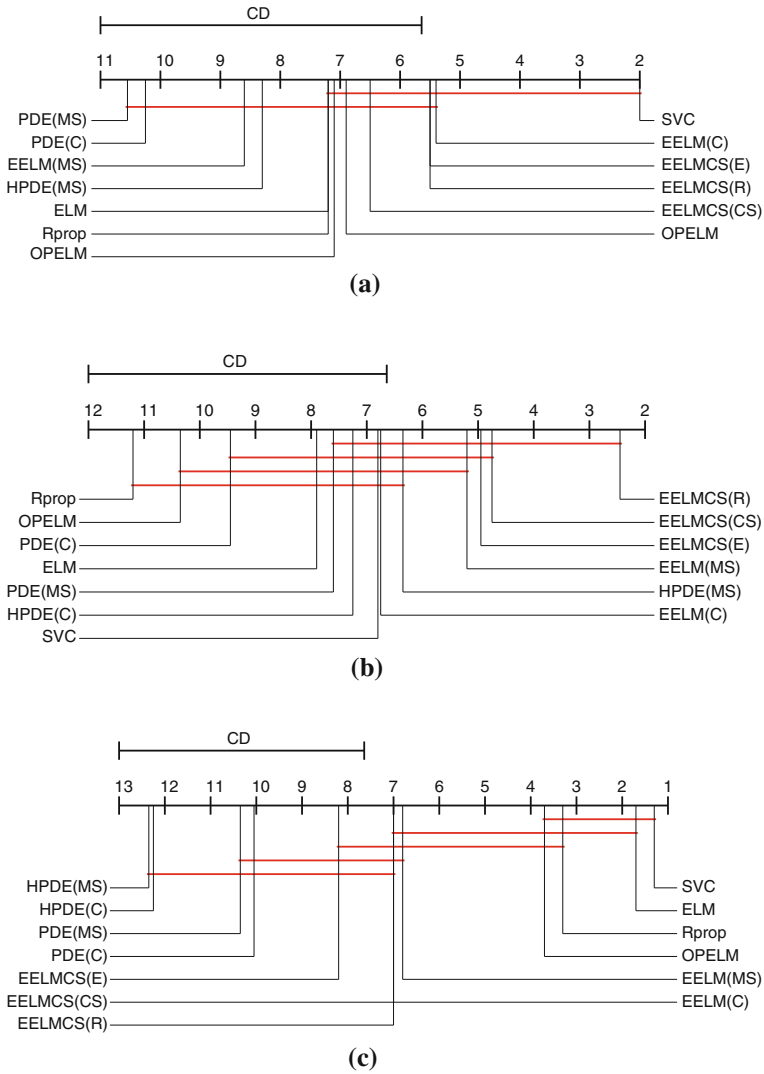 CD
11 10 9 8 7 6 5 4 3 2
PDE(MS) SVC
PDE(C) EELM(C)
EELM(MS) EELMCS(E)
HPDE(MS) EELMCS(R)
ELM EELMCS(CS)
Rprop OPELM
OPELM
(a)
CD
12 11 10 9 8 7 6 5 4 3 2
Rprop EELMCS(R)
OPELM EELMCS(CS)
PDE(C) EELMCS(E)
ELM EELM(MS)
PDE(MS) HPDE(MS)
HPDE(C) EELM(C)
SVC
(b)
CD
13 12 11 10 9 8 7 6 5 4 3 2 1
HPDE(MS) SVC
HPDE(C) ELM
PDE(MS) Rprop
PDE(C) OPELM
EELMCS(E) EELM(MS)
EELMCS(CS) EELM(C)
EELMCS(R)
(c)